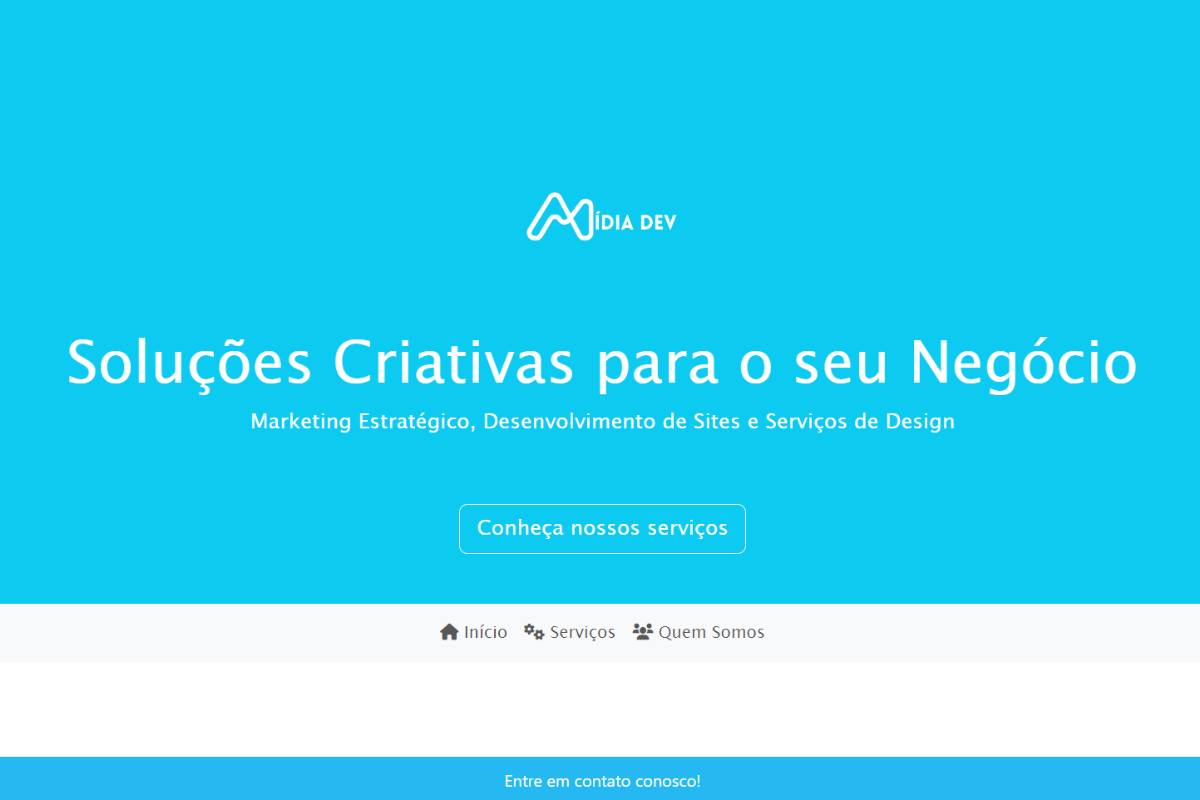 MÍDIA DEV
Soluções Criativas para o seu Negócio
Marketing Estratégico, Desenvolvimento de Sites e Serviços de Design
Conheça nossos serviços
Início Serviços Quem Somos
Entre em contato conosco!